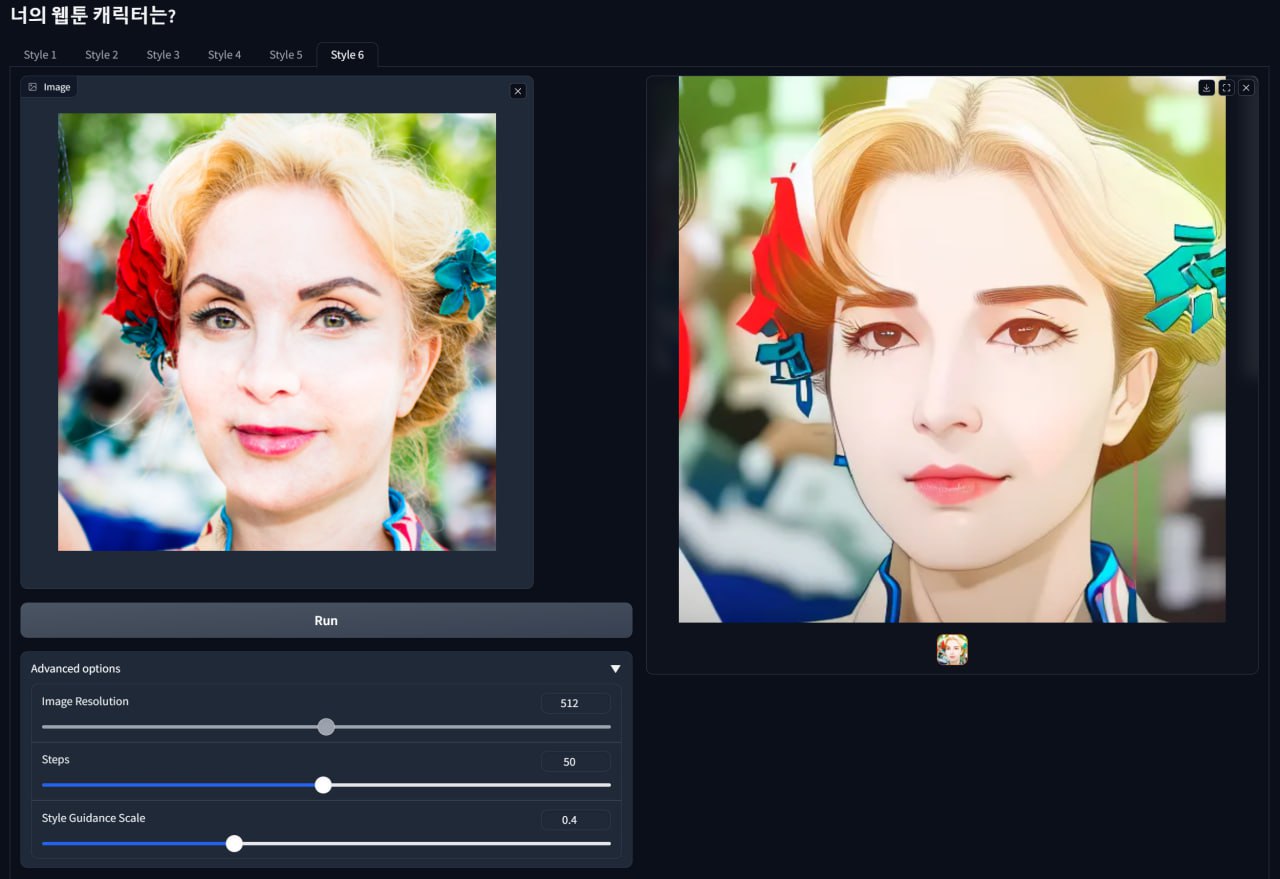 너의 웹툰 캐릭터는?
Style 1
Style 2
Style 3
Style 4
Style 5
Style 6
Image
Run
Advanced options
Image Resolution
512
Steps
50
Style Guidance Scale
0.4